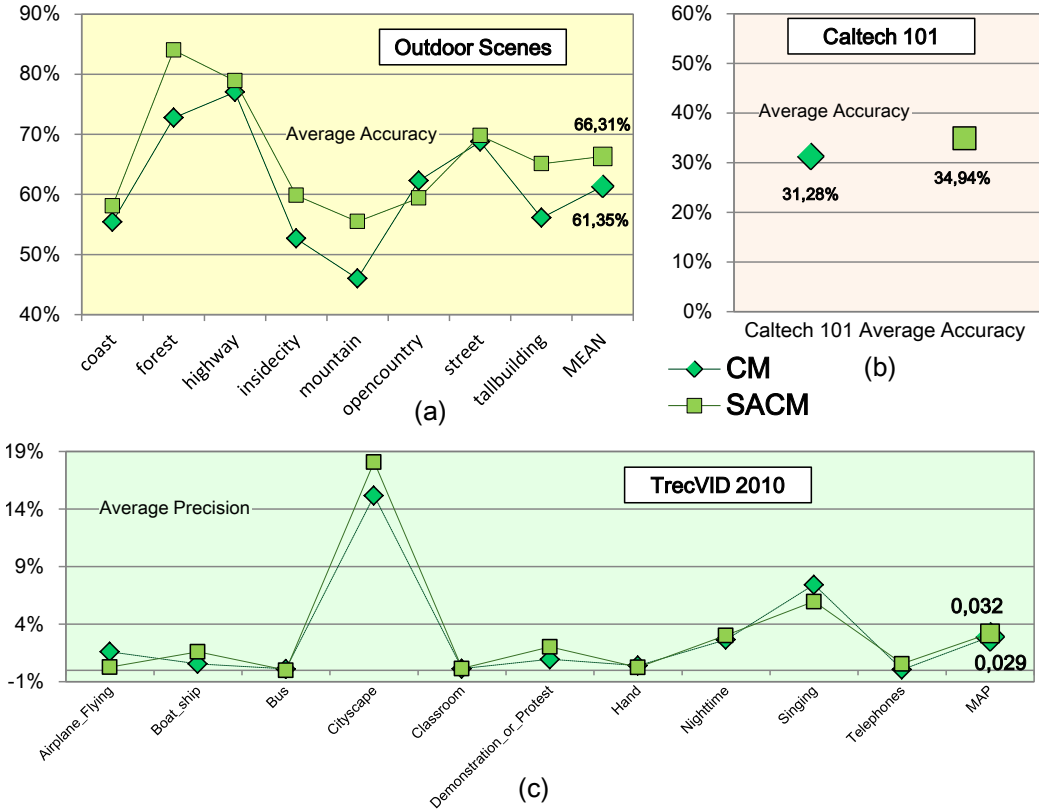 90%
80%
70%
60%
50%
40%
Outdoor Scenes
Average Accuracy
66,31%
61,35%
coast
forest
highway
insidecity
mountain
opencountry
street
tallbuilding
MEAN
(a)
60%
50%
40%
30%
20%
10%
0%
Caltech 101
Average Accuracy
31,28%
34,94%
Caltech 101 Average Accuracy
(b)
CM
SACM
19%
14%
9%
4%
-1%
TrecVID 2010
Average Precision
0,032
0,029
Airplane_Flying
Boat_ship
Bus
Cityscape
Classroom
Demonstration_or_Protest
Hand
Nighttime
Singing
Telephones
MAP
(c)